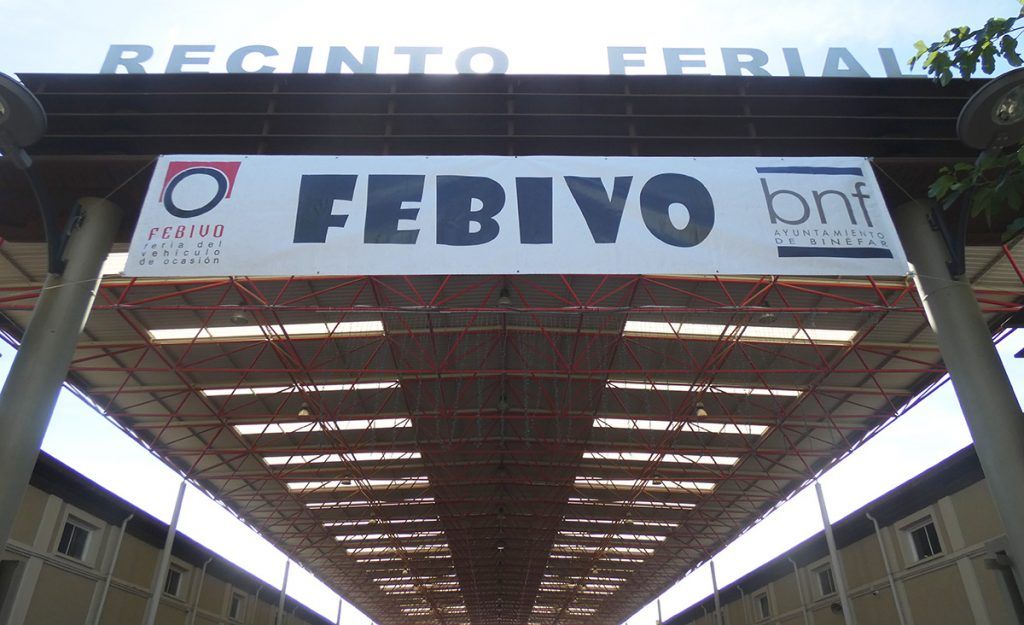 RECINTO FERIAL
FEBIVO
feria del
vehículo
de ocasión
FEBIVO
bnf
AYUNTAMIENTO
DE BINÉFAR